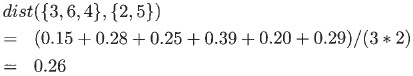 dist({3, 6, 4}, {2, 5})
= (0.15 + 0.28 + 0.25 + 0.39 + 0.20 + 0.29)/(3 * 2)
= 0.26